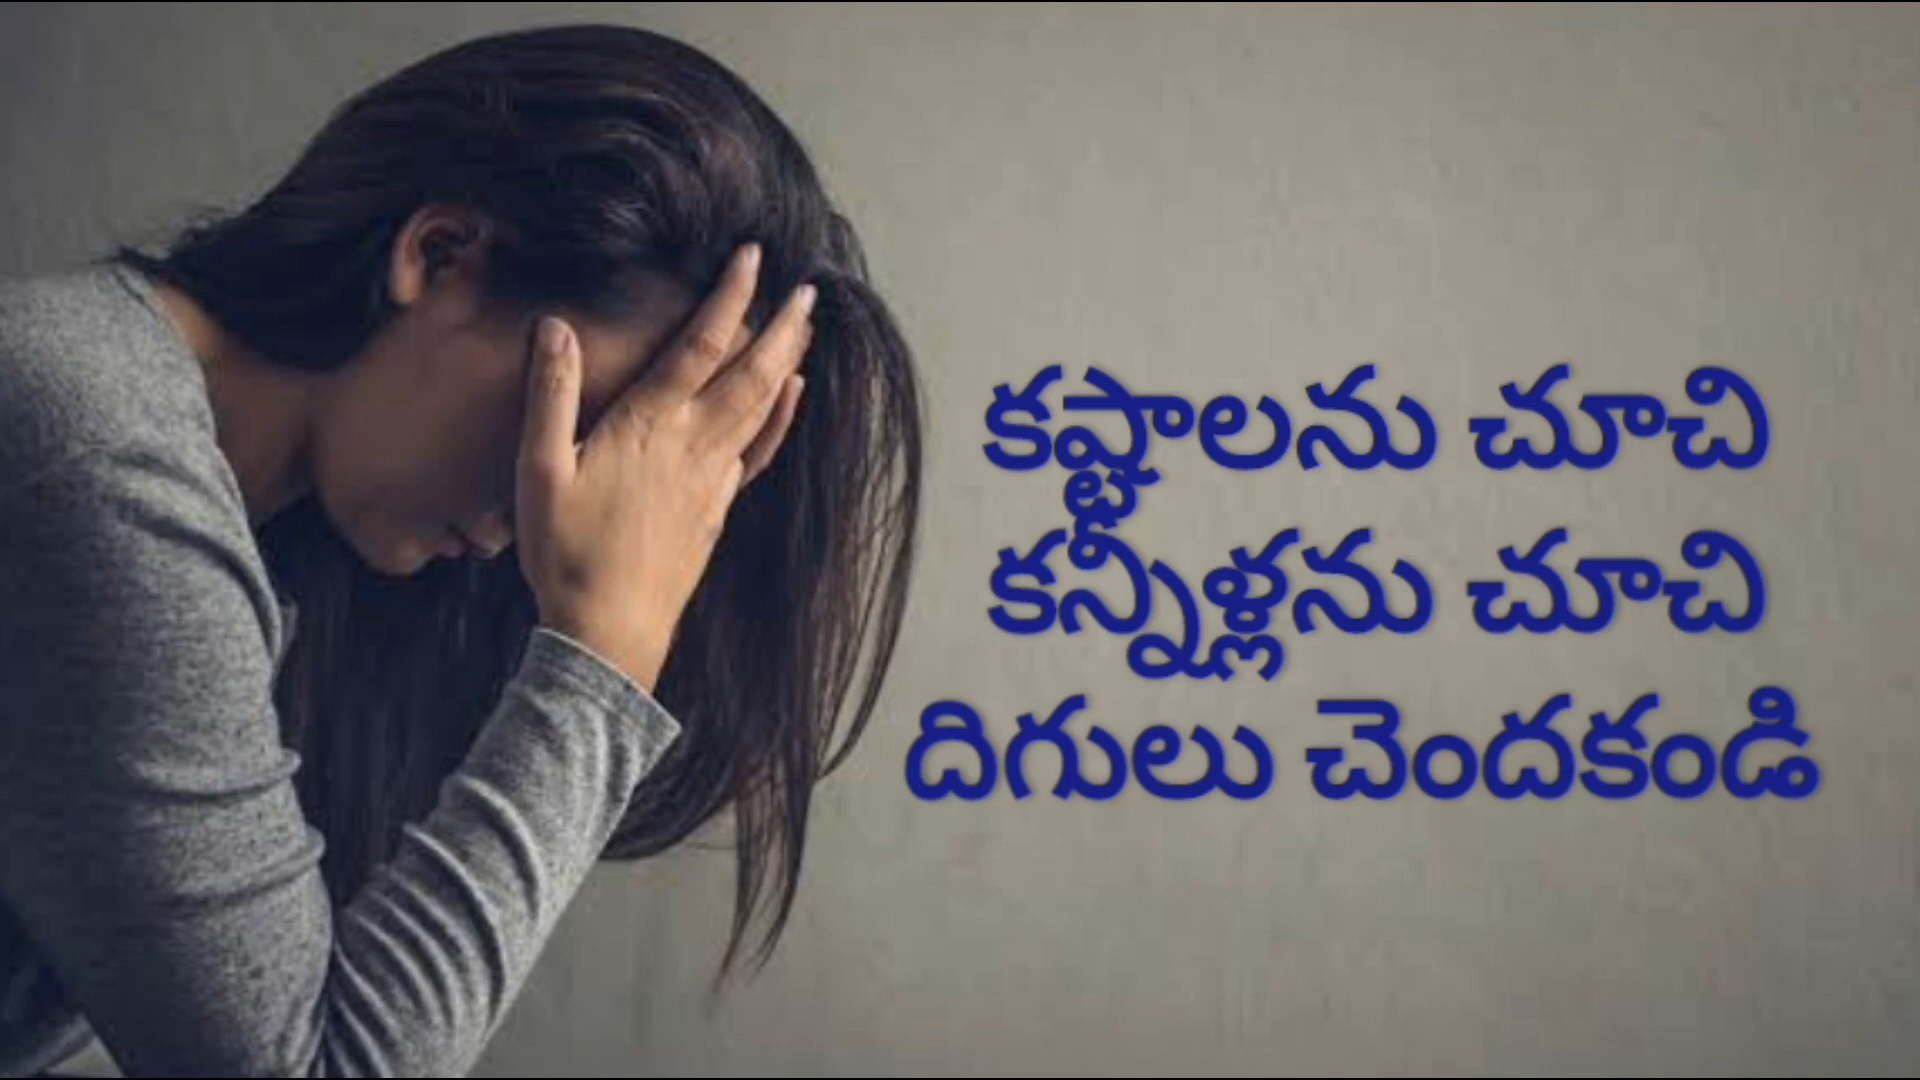 కష్టాలను చూచి
కన్నీళ్లను చూచి
దిగులు చెందకండి